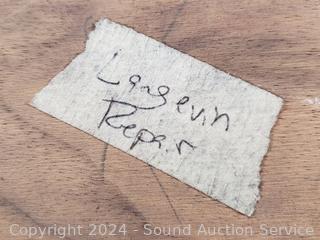 Langevin
Repair
Copyright 2024 - Sound Auction Service